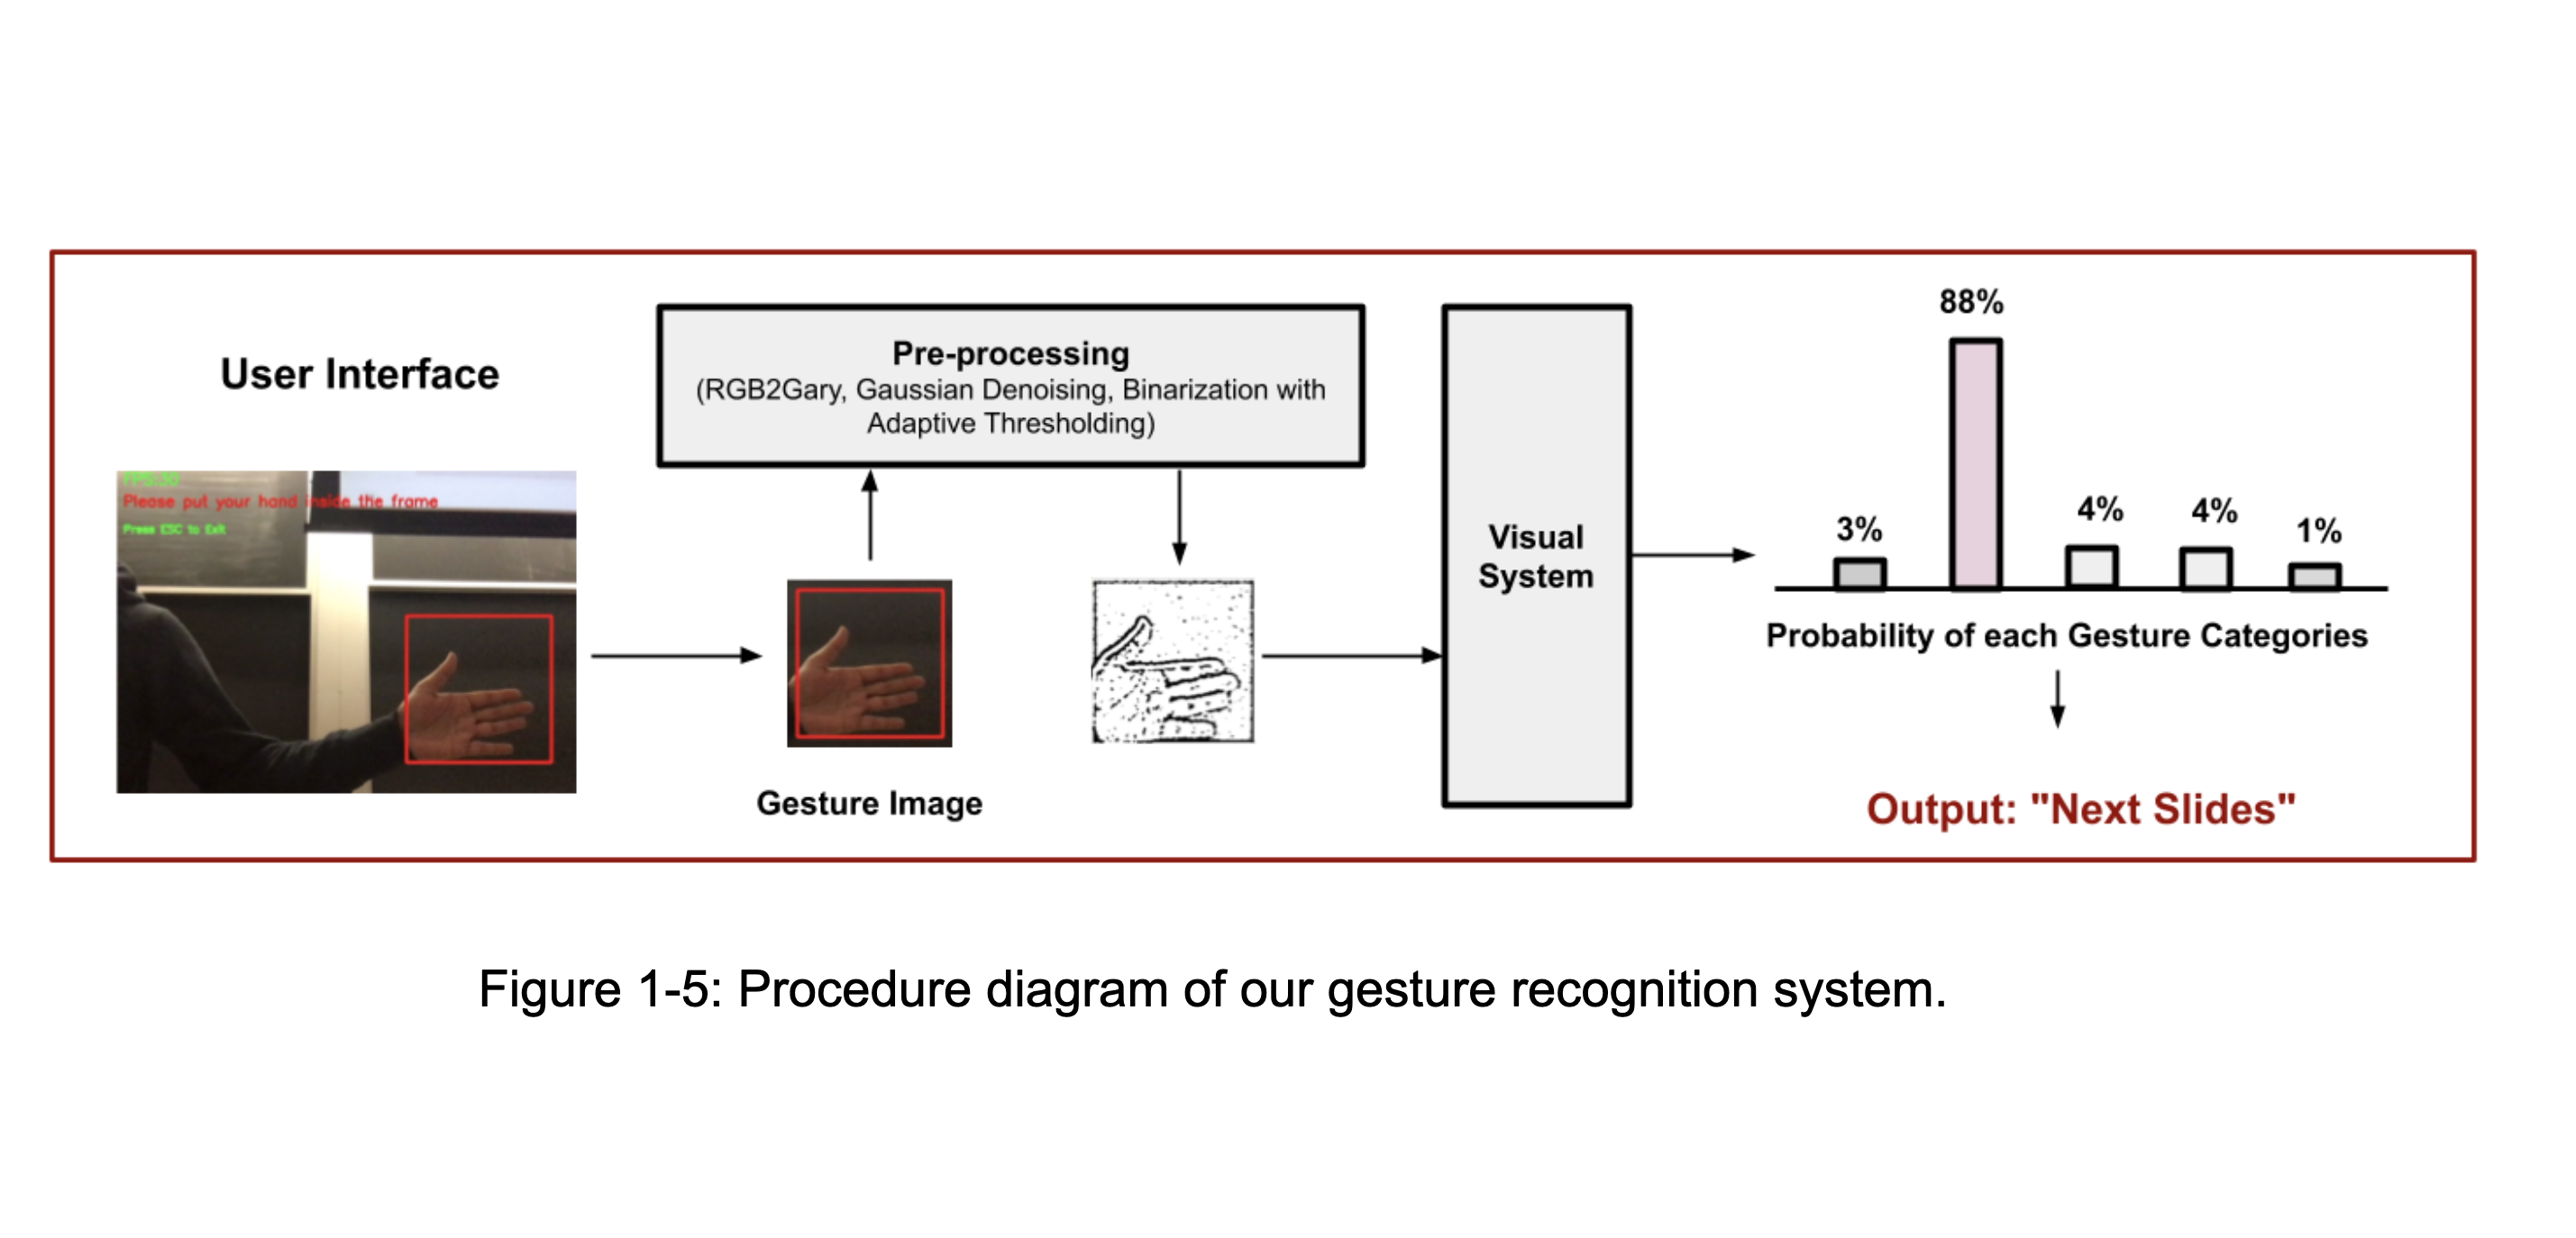 User Interface
FPS:30
Please put your hand inside the frame
Press ESC to Exit
Pre-processing
(RGB2Gary, Gaussian Denoising, Binarization with
Adaptive Thresholding)
Gesture Image
Visual
System
3%
88%
4%
4%
1%
Probability of each Gesture Categories
Output: "Next Slides"
Figure 1-5: Procedure diagram of our gesture recognition system.